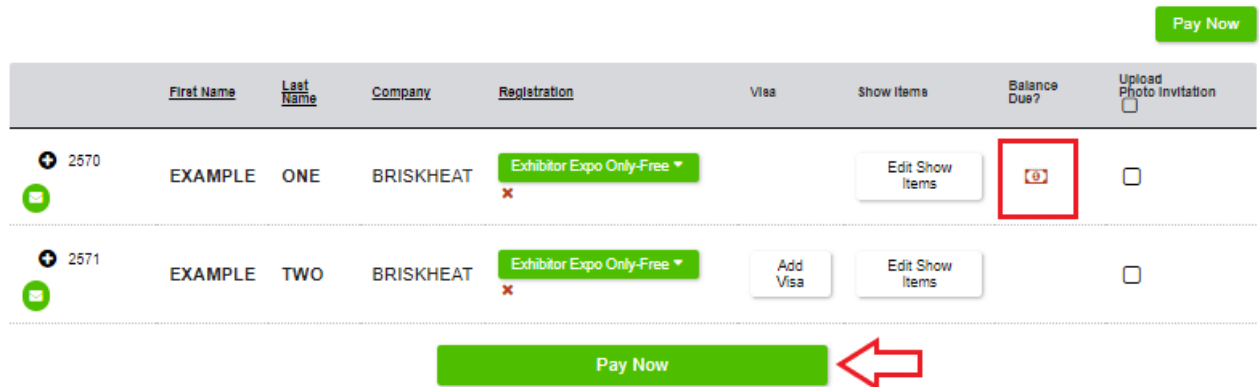 Pay Now
First Name Last Name Company Registration Visa Show Items Balance Due? Upload Photo Invitation
2570 EXAMPLE ONE BRISKHEAT Exhibitor Expo Only-Free Edit Show Items
2571 EXAMPLE TWO BRISKHEAT Exhibitor Expo Only-Free Add Visa Edit Show Items
Pay Now